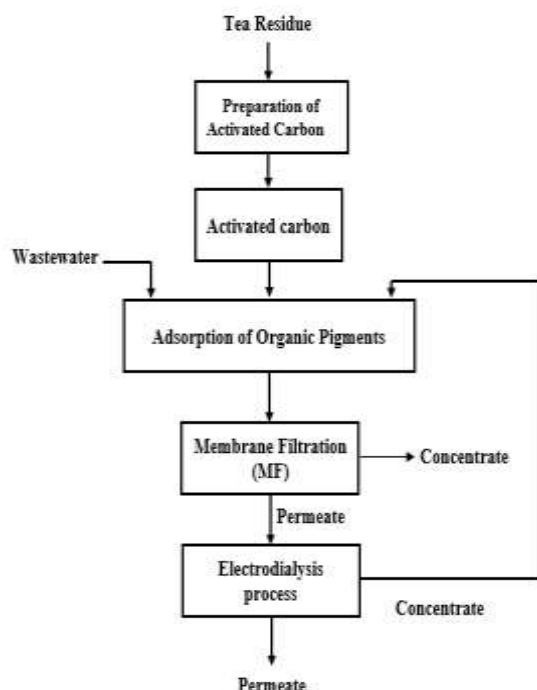 Tea Residue
Preparation of
Activated Carbon
Activated carbon
Wastewater
Adsorption of Organic Pigments
Membrane Filtration
(MF)
Concentrate
Permeate
Electrodialysis
process
Concentrate
Permeate